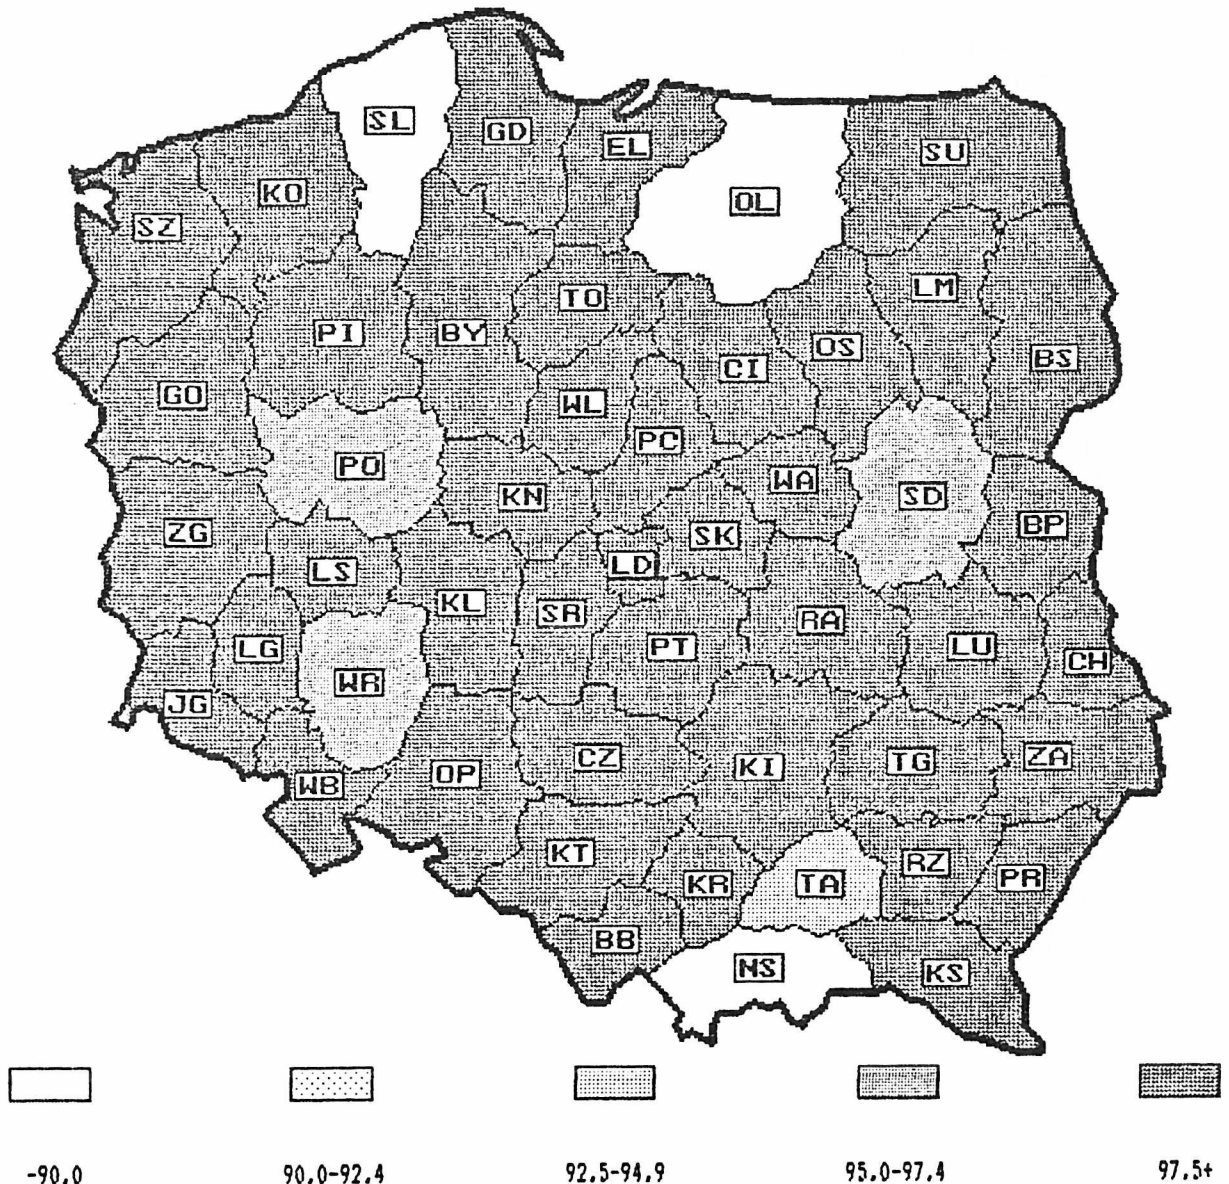 SL
GD
EL
SU
KO
OL
SZ
LM
TO
PI
BY
OS
CI
BS
GO
WL
PC
PO
WA
SD
KN
BP
ZG
SK
LS
LD
KL
SR
RA
LG
PT
LU
CH
WR
JG
CZ
KI
TG
ZA
OP
WB
KT
RZ
KR
TA
PR
BB
NS
KS
-90,0 90,0-92,4 92,5-94,9 95,0-97,4 97,5+